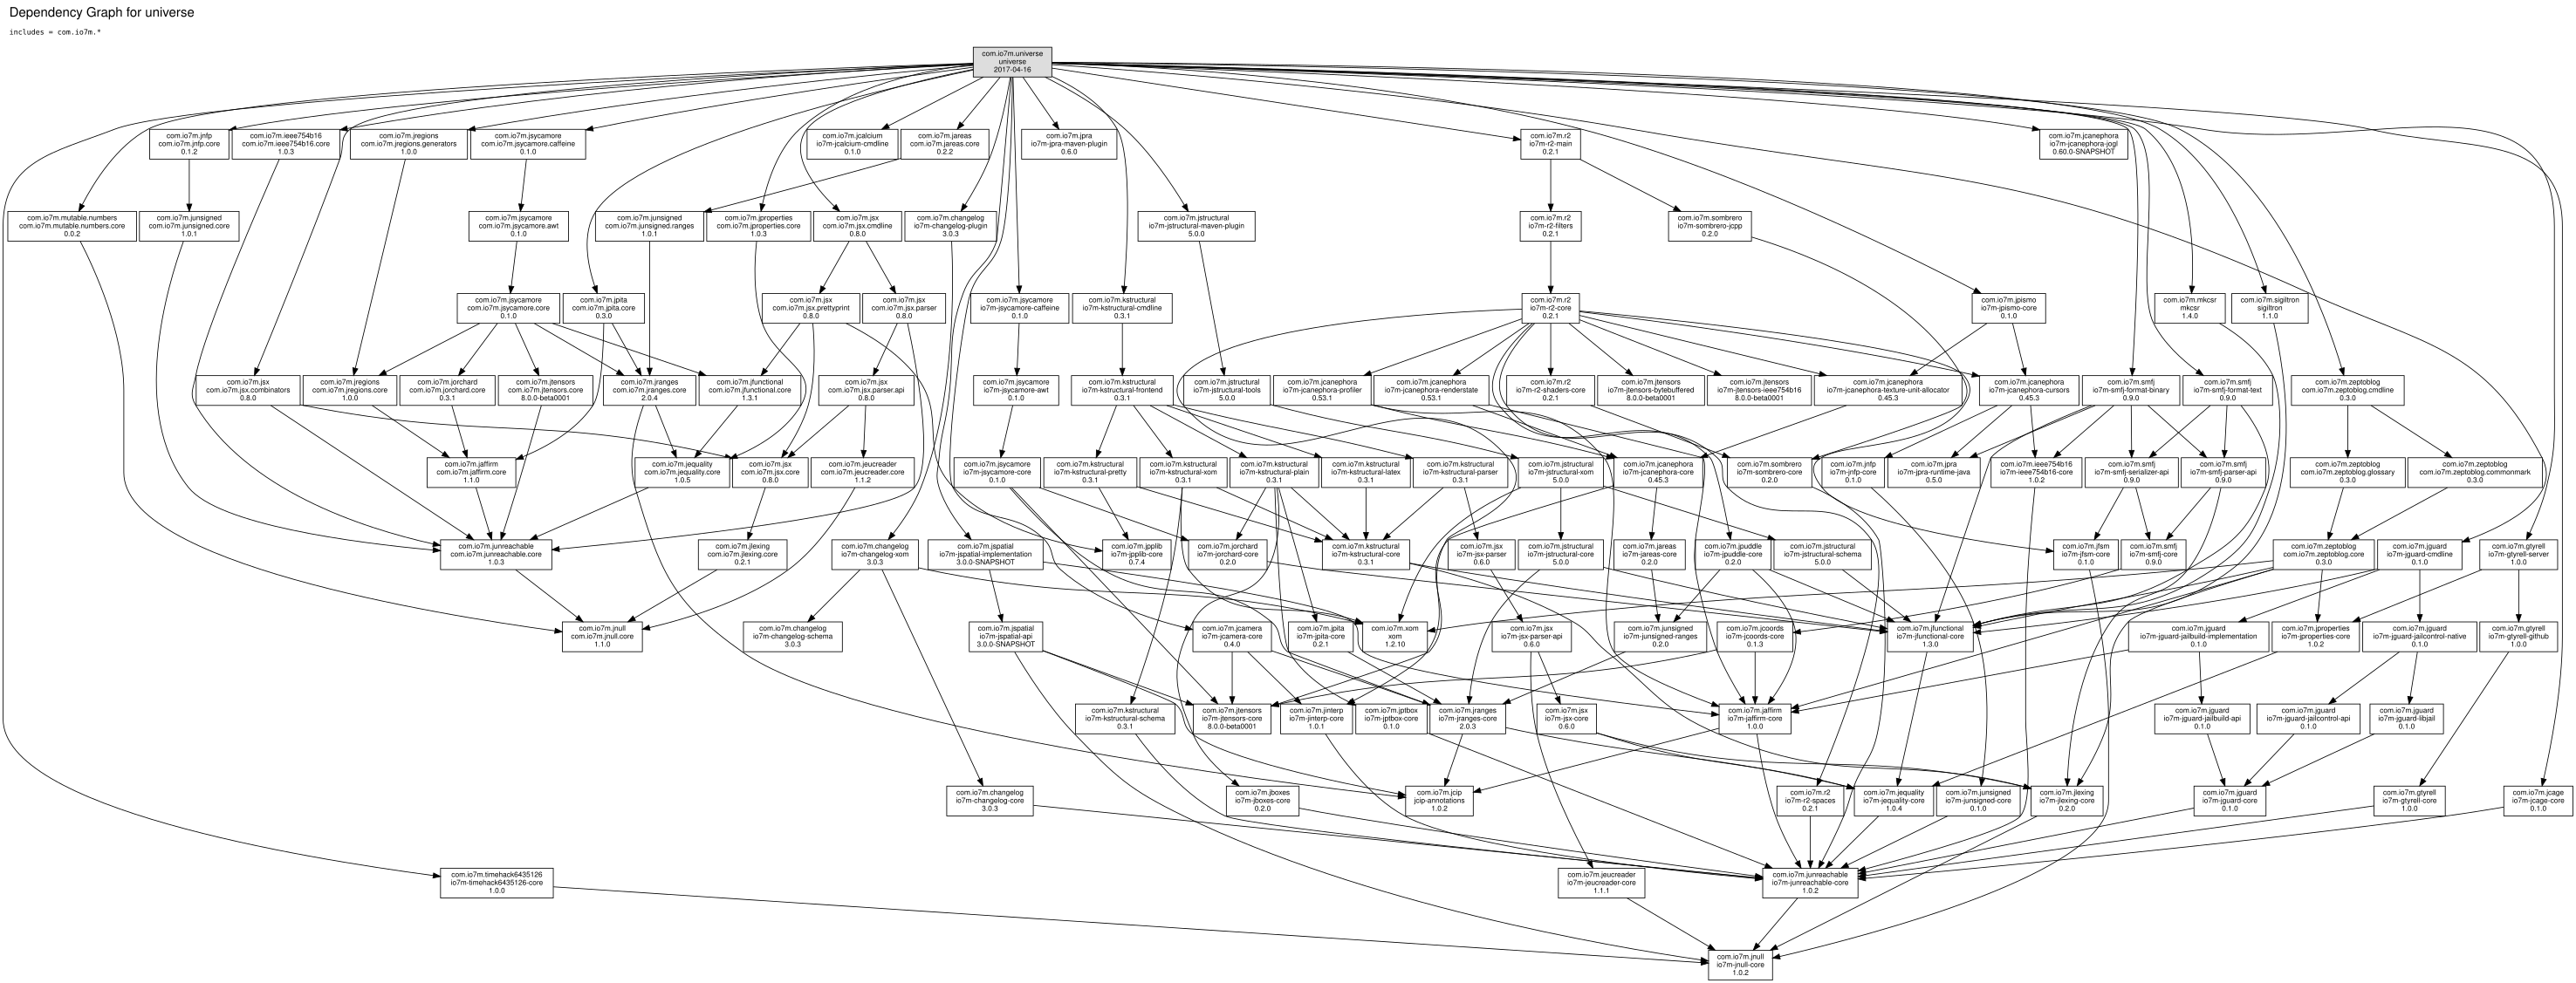 Dependency Graph for universe
includes = com.io7m.*
com.io7m.universe
universe
2017-04-16
com.io7m.jnfp
com.io7m.jnfp.core
0.1.2
com.io7m.ieee754b16
com.io7m.ieee754b16.core
1.0.3
com.io7m.jregions
com.io7m.jregions.generators
1.0.0
com.io7m.jsycamore
com.io7m.jsycamore.caffeine
0.1.0
com.io7m.jcalcium
io7m-jcalcium-cmdline
0.1.0
com.io7m.jareas
com.io7m.jareas.core
0.2.2
com.io7m.jpra
io7m-jpra-maven-plugin
0.6.0
com.io7m.r2
io7m-r2-main
0.2.1
com.io7m.jcanephora
io7m-jcanephora-jogl
0.60.0-SNAPSHOT
com.io7m.mutable.numbers
com.io7m.mutable.numbers.core
0.0.2
com.io7m.junsigned
com.io7m.junsigned.core
1.0.1
com.io7m.jsycamore
com.io7m.jsycamore.awt
0.1.0
com.io7m.junsigned
com.io7m.junsigned.ranges
1.0.1
com.io7m.jproperties
com.io7m.jproperties.core
1.0.3
com.io7m.jsx
com.io7m.jsx.cmdline
0.8.0
com.io7m.changelog
io7m-changelog-plugin
3.0.3
com.io7m.jstructural
io7m-jstructural-maven-plugin
5.0.0
com.io7m.r2
io7m-r2-filters
0.2.1
com.io7m.sombrero
io7m-sombrero-jcpp
0.2.0
com.io7m.jsycamore
com.io7m.jsycamore.core
0.1.0
com.io7m.jpita
com.io7m.jpita.core
0.3.0
com.io7m.jsx
com.io7m.jsx.prettyprint
0.8.0
com.io7m.jsx
com.io7m.jsx.parser
0.8.0
com.io7m.jsycamore
io7m-jsycamore-caffeine
0.1.0
com.io7m.kstructural
io7m-kstructural-cmdline
0.3.1
com.io7m.r2
io7m-r2-core
0.2.1
com.io7m.jpismo
io7m-jpismo-core
0.1.0
com.io7m.mkcsr
mkcsr
1.4.0
com.io7m.sigiltron
sigiltron
1.1.0
com.io7m.jsx
com.io7m.jsx.combinators
0.8.0
com.io7m.jregions
com.io7m.jregions.core
1.0.0
com.io7m.jorchard
com.io7m.jorchard.core
0.3.1
com.io7m.jtensors
com.io7m.jtensors.core
8.0.0-beta0001
com.io7m.jranges
com.io7m.jranges.core
2.0.4
com.io7m.jfunctional
com.io7m.jfunctional.core
1.3.1
com.io7m.jsx
com.io7m.jsx.parser.api
0.8.0
com.io7m.jsycamore
io7m-jsycamore-awt
0.1.0
com.io7m.kstructural
io7m-kstructural-frontend
0.3.1
com.io7m.jstructural
io7m-jstructural-tools
5.0.0
com.io7m.jcanephora
io7m-jcanephora-profiler
0.53.1
com.io7m.jcanephora
io7m-jcanephora-renderstate
0.53.1
com.io7m.r2
io7m-r2-shaders-core
0.2.1
com.io7m.jtensors
io7m-jtensors-bytebuffered
8.0.0-beta0001
com.io7m.jtensors
io7m-jtensors-ieee754b16
8.0.0-beta0001
com.io7m.jcanephora
io7m-jcanephora-texture-unit-allocator
0.45.3
com.io7m.jcanephora
io7m-jcanephora-cursors
0.45.3
com.io7m.smfj
io7m-smfj-format-binary
0.9.0
com.io7m.smfj
io7m-smfj-format-text
0.9.0
com.io7m.zeptoblog
com.io7m.zeptoblog.cmdline
0.3.0
com.io7m.jaffirm
com.io7m.jaffirm.core
1.1.0
com.io7m.jequality
com.io7m.jequality.core
1.0.5
com.io7m.jsx
com.io7m.jsx.core
0.8.0
com.io7m.jeucreader
com.io7m.jeucreader.core
1.1.2
com.io7m.jsycamore
io7m-jsycamore-core
0.1.0
com.io7m.kstructural
io7m-kstructural-pretty
0.3.1
com.io7m.kstructural
io7m-kstructural-xom
0.3.1
com.io7m.kstructural
io7m-kstructural-plain
0.3.1
com.io7m.kstructural
io7m-kstructural-latex
0.3.1
com.io7m.kstructural
io7m-kstructural-parser
0.3.1
com.io7m.jstructural
io7m-jstructural-xom
5.0.0
com.io7m.jcanephora
io7m-jcanephora-core
0.45.3
com.io7m.sombrero
io7m-sombrero-core
0.2.0
com.io7m.jnfp
io7m-jnfp-core
0.1.0
com.io7m.jpra
io7m-jpra-runtime-java
0.5.0
com.io7m.ieee754b16
io7m-ieee754b16-core
1.0.2
com.io7m.smfj
io7m-smfj-serializer-api
0.9.0
com.io7m.smfj
io7m-smfj-parser-api
0.9.0
com.io7m.zeptoblog
com.io7m.zeptoblog.glossary
0.3.0
com.io7m.zeptoblog
com.io7m.zeptoblog.commonmark
0.3.0
com.io7m.junreachable
com.io7m.junreachable.core
1.0.3
com.io7m.jlexing
com.io7m.jlexing.core
0.2.1
com.io7m.changelog
io7m-changelog-xom
3.0.3
com.io7m.jspatial
io7m-jspatial-implementation
3.0.0-SNAPSHOT
com.io7m.jpplib
io7m-jpplib-core
0.7.4
com.io7m.jorchard
io7m-jorchard-core
0.2.0
com.io7m.kstructural
io7m-kstructural-core
0.3.1
com.io7m.jsx
io7m-jsx-parser
0.6.0
com.io7m.jstructural
io7m-jstructural-core
5.0.0
com.io7m.jareas
io7m-jareas-core
0.2.0
com.io7m.jpuddle
io7m-jpuddle-core
0.2.0
com.io7m.jstructural
io7m-jstructural-schema
5.0.0
com.io7m.jfsm
io7m-jfsm-core
0.1.0
com.io7m.smfj
io7m-smfj-core
0.9.0
com.io7m.zeptoblog
com.io7m.zeptoblog.core
0.3.0
com.io7m.jguard
io7m-jguard-cmdline
0.1.0
com.io7m.gtyrell
io7m-gtyrell-server
1.0.0
com.io7m.jnull
com.io7m.jnull.core
1.1.0
com.io7m.changelog
io7m-changelog-schema
3.0.3
com.io7m.jspatial
io7m-jspatial-api
3.0.0-SNAPSHOT
com.io7m.jcamera
io7m-jcamera-core
0.4.0
com.io7m.jpita
io7m-jpita-core
0.2.1
com.io7m.xom
xom
1.2.10
com.io7m.jsx
io7m-jsx-parser-api
0.6.0
com.io7m.junsigned
io7m-junsigned-ranges
0.2.0
com.io7m.jcoords
io7m-jcoords-core
0.1.3
com.io7m.jfunctional
io7m-jfunctional-core
1.3.0
com.io7m.jguard
io7m-jguard-jailbuild-implementation
0.1.0
com.io7m.jproperties
io7m-jproperties-core
1.0.2
com.io7m.jguard
io7m-jguard-jailcontrol-native
0.1.0
com.io7m.gtyrell
io7m-gtyrell-github
1.0.0
com.io7m.kstructural
io7m-kstructural-schema
0.3.1
com.io7m.jtensors
io7m-jtensors-core
8.0.0-beta0001
com.io7m.jinterp
io7m-jinterp-core
1.0.1
com.io7m.jptbox
io7m-jptbox-core
0.1.0
com.io7m.jranges
io7m-jranges-core
2.0.3
com.io7m.jsx
io7m-jsx-core
0.6.0
com.io7m.jaffirm
io7m-jaffirm-core
1.0.0
com.io7m.jguard
io7m-jguard-jailbuild-api
0.1.0
com.io7m.jguard
io7m-jguard-jailcontrol-api
0.1.0
com.io7m.jguard
io7m-jguard-libjail
0.1.0
com.io7m.changelog
io7m-changelog-core
3.0.3
com.io7m.jboxes
io7m-jboxes-core
0.2.0
com.io7m.jcip
jcip-annotations
1.0.2
com.io7m.r2
io7m-r2-spaces
0.2.1
com.io7m.jequality
io7m-jequality-core
1.0.4
com.io7m.junsigned
io7m-junsigned-core
0.1.0
com.io7m.jlexing
io7m-jlexing-core
0.2.0
com.io7m.jguard
io7m-jguard-core
0.1.0
com.io7m.gtyrell
io7m-gtyrell-core
1.0.0
com.io7m.jcage
io7m-jcage-core
0.1.0
com.io7m.timehack6435126
io7m-timehack6435126-core
1.0.0
com.io7m.jeucreader
io7m-jeucreader-core
1.1.1
com.io7m.junreachable
io7m-junreachable-core
1.0.2
com.io7m.jnull
io7m-jnull-core
1.0.2